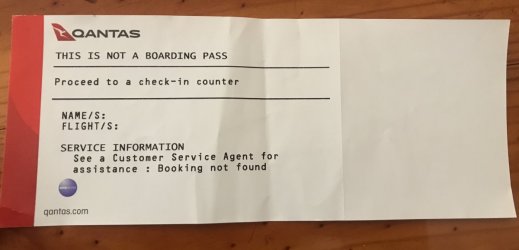 QANTAS
THIS IS NOT A BOARDING PASS
Proceed to a check-in counter
NAME/S:
FLIGHT/S:
SERVICE INFORMATION
See a Customer Service Agent for
assistance : Booking not found
qantas.com